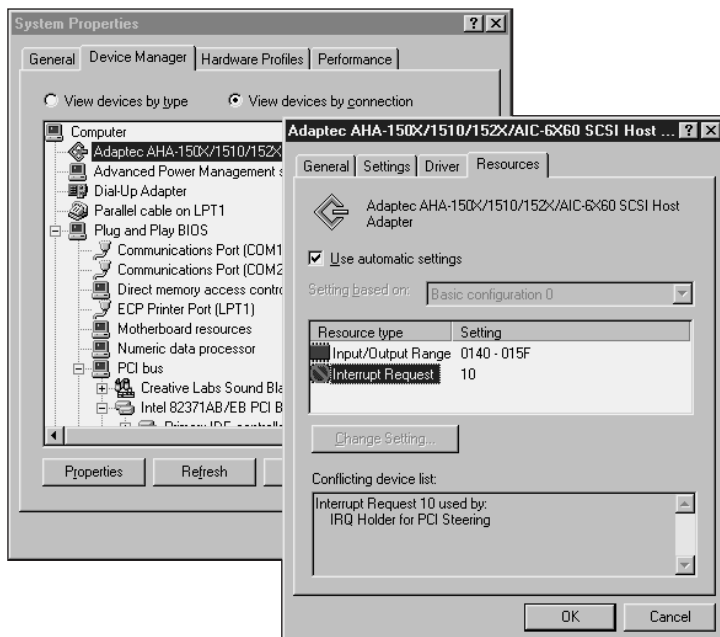 System Properties
General Device Manager Hardware Profiles Performance
View devices by type View devices by connection
Computer
Adaptec AHA-150X/1510/152X
Advanced Power Management
Dial-Up Adapter
Parallel cable on LPT1
Plug and Play BIOS
Communications Port (COM1
Communications Port (COM2
Direct memory access contr
ECP Printer Port (LPT1)
Motherboard resources
Numeric data processor
PCI bus
Creative Labs Sound Bla
Intel 82371AB/EB PCI B
Primary IDE controlle
Properties Refresh
Adaptec AHA-150X/1510/152X/AIC-6X60 SCSI Host ...
General Settings Driver Resources
Adaptec AHA-150X/1510/152X/AIC-6X60 SCSI Host
Adapter
Use automatic settings
Setting based on: Basic configuration 0
Resource type Setting
Input/Output Range 0140 - 015F
Interrupt Request 10
Change Setting...
Conflicting device list:
Interrupt Request 10 used by:
IRQ Holder for PCI Steering
OK Cancel